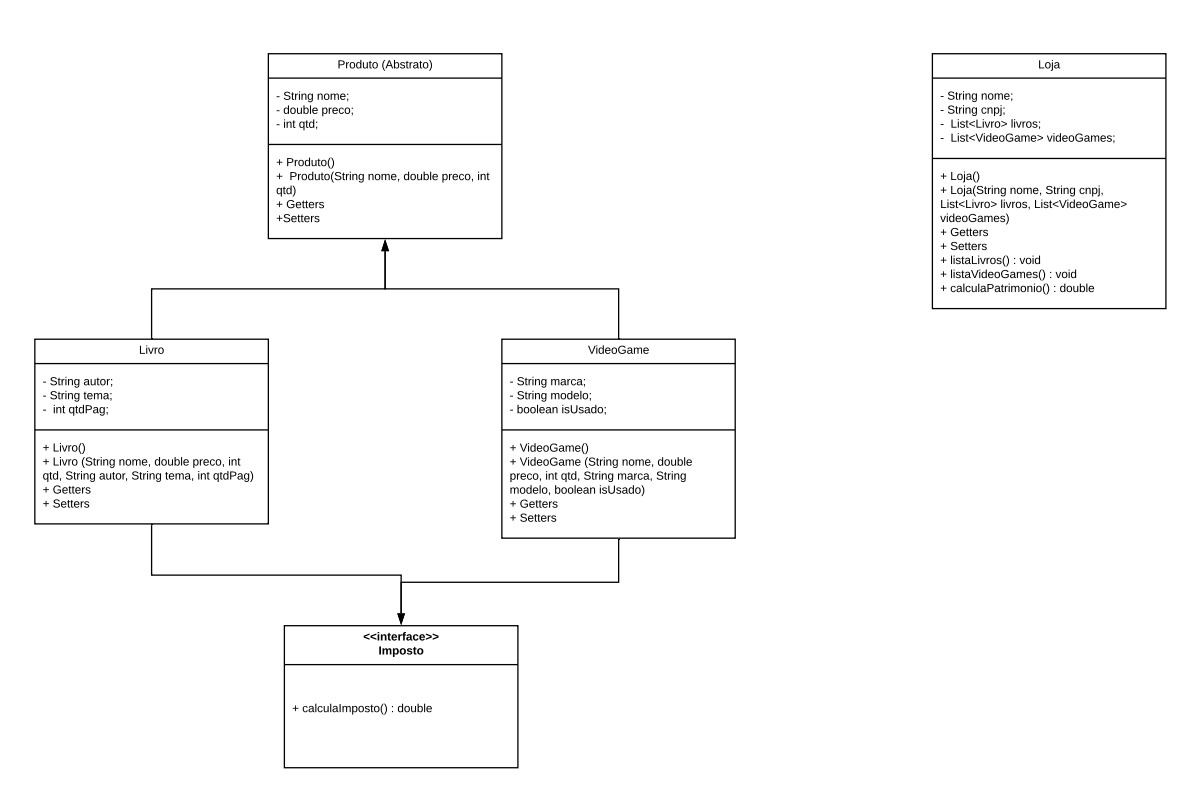 Produto (Abstrato)
- String nome;
- double preco;
- int qtd;
+ Produto()
+  Produto(String nome, double preco, int
qtd)
+ Getters
+Setters
Loja
- String nome;
- String cnpj;
-  List<Livro> livros;
-  List<VideoGame> videoGames;
+ Loja()
+ Loja(String nome, String cnpj,
List<Livro> livros, List<VideoGame>
videoGames)
+ Getters
+ Setters
+ listaLivros() : void
+ listaVideoGames() : void
+ calculaPatrimonio() : double
Livro
- String autor;
- String tema;
-  int qtdPag;
+ Livro()
+ Livro (String nome, double preco, int
qtd, String autor, String tema, int qtdPag)
+ Getters
+ Setters
VideoGame
- String marca;
- String modelo;
- boolean isUsado;
+ VideoGame()
+ VideoGame (String nome, double
preco, int qtd, String marca, String
modelo, boolean isUsado)
+ Getters
+ Setters
<<interface>>
Imposto
+ calculaImposto() : double